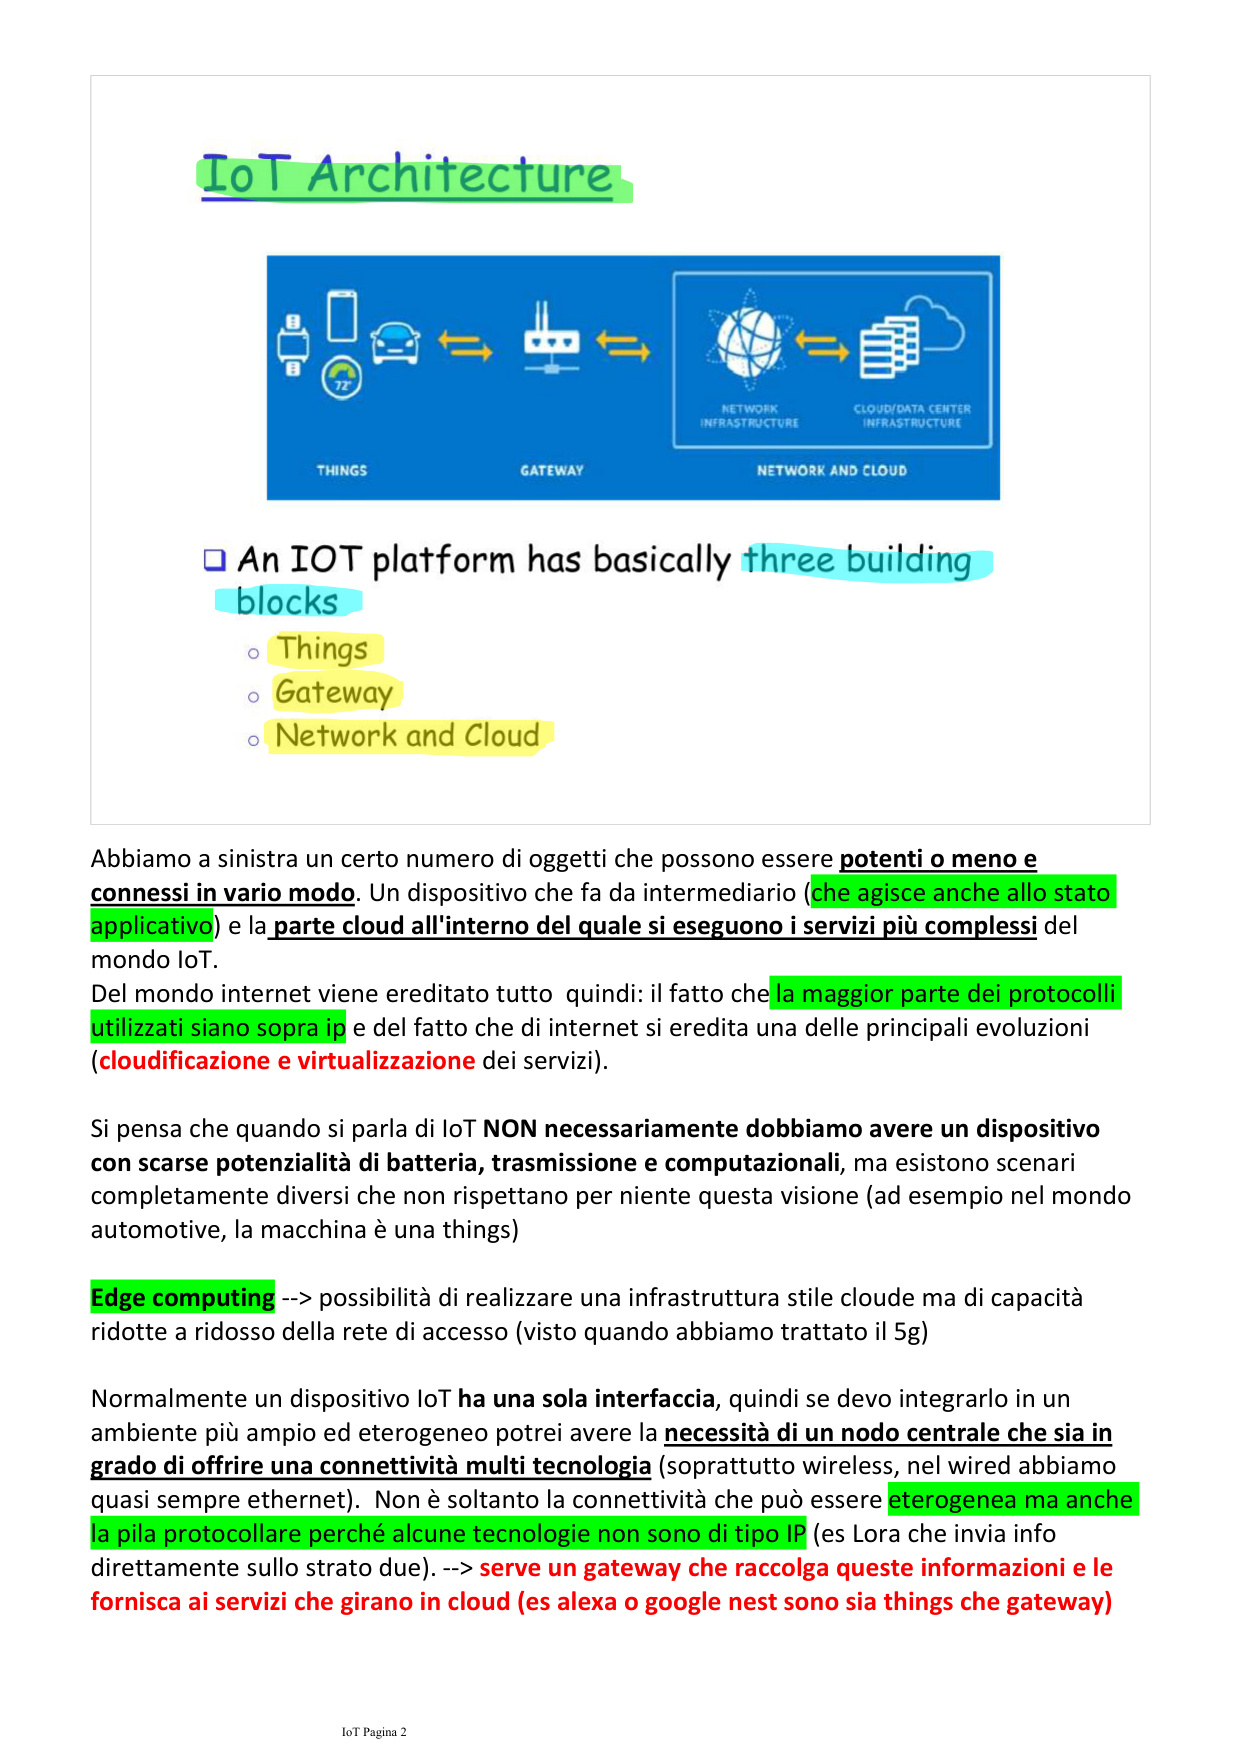 IoT Architecture
72°
NETWORK
INFRASTRUCTURE
CLOUD/DATA CENTER
INFRASTRUCTURE
THINGS
GATEWAY
NETWORK AND CLOUD
An IOT platform has basically three building
blocks
Things
Gateway
Network and Cloud
Abbiamo a sinistra un certo numero di oggetti che possono essere potenti o meno e
connessi in vario modo. Un dispositivo che fa da intermediario (che agisce anche allo stato
applicativo) e la parte cloud all'interno del quale si eseguono i servizi più complessi del
mondo IoT.
Del mondo internet viene ereditato tutto  quindi: il fatto che la maggior parte dei protocolli
utilizzati siano sopra ip e del fatto che di internet si eredita una delle principali evoluzioni
(cloudificazione e virtualizzazione dei servizi).
Si pensa che quando si parla di IoT NON necessariamente dobbiamo avere un dispositivo
con scarse potenzialità di batteria, trasmissione e computazionali, ma esistono scenari
completamente diversi che non rispettano per niente questa visione (ad esempio nel mondo
automotive, la macchina è una things)
Edge computing --> possibilità di realizzare una infrastruttura stile cloude ma di capacità
ridotte a ridosso della rete di accesso (visto quando abbiamo trattato il 5g)
Normalmente un dispositivo IoT ha una sola interfaccia, quindi se devo integrarlo in un
ambiente più ampio ed eterogeneo potrei avere la necessità di un nodo centrale che sia in
grado di offrire una connettività multi tecnologia (soprattutto wireless, nel wired abbiamo
quasi sempre ethernet).  Non è soltanto la connettività che può essere eterogenea ma anche
la pila protocollare perché alcune tecnologie non sono di tipo IP (es Lora che invia info
direttamente sullo strato due). --> serve un gateway che raccolga queste informazioni e le
fornisca ai servizi che girano in cloud (es alexa o google nest sono sia things che gateway)
IoT Pagina 2